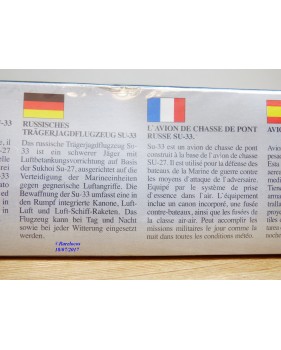 SU-33
RUSSISCHES
TRÄGERJAGDFLUGZEUG SU-33
Das russische Trägerjagdflugzeug Su-
33 ist ein schwerer Jäger mit
Luftbetankungsvorrichtung auf Basis
des Sukhoi Su-27, ausgerichtet auf die
Verteidigung der Marineeinheiten
gegen gegnerische Luftangriffe. Die
Ausrüstung umfasst eine
den Rumpf integrierte Kanone, Luft-
Luft und Luft-Schiff-Raketen. Das
Flugzeug kann bei Tag und Nacht
sowie bei jeder Witterung eingesetzt
werden.
L'AVION DE CHASSE DE PONT
RUSSE SU-33.
Su-33 est un avion de chasse de pont
construit à la base de l'avion de chasse
SU-27. Il est utilisé pour la défense des
bateaux de la Marine de guerre contre
les moyens d'attaque de l'adversaire.
Equipé par le système de prise
d'essence dans l'air. L'équipement
inclue un canon incorporé, des fusées
contre-bateaux, ainsi que les fusées de
la classe air-air. Peut accomplir les
missions militaires le jour comme la
nuit dans toutes les conditions météo.
10/07/2017